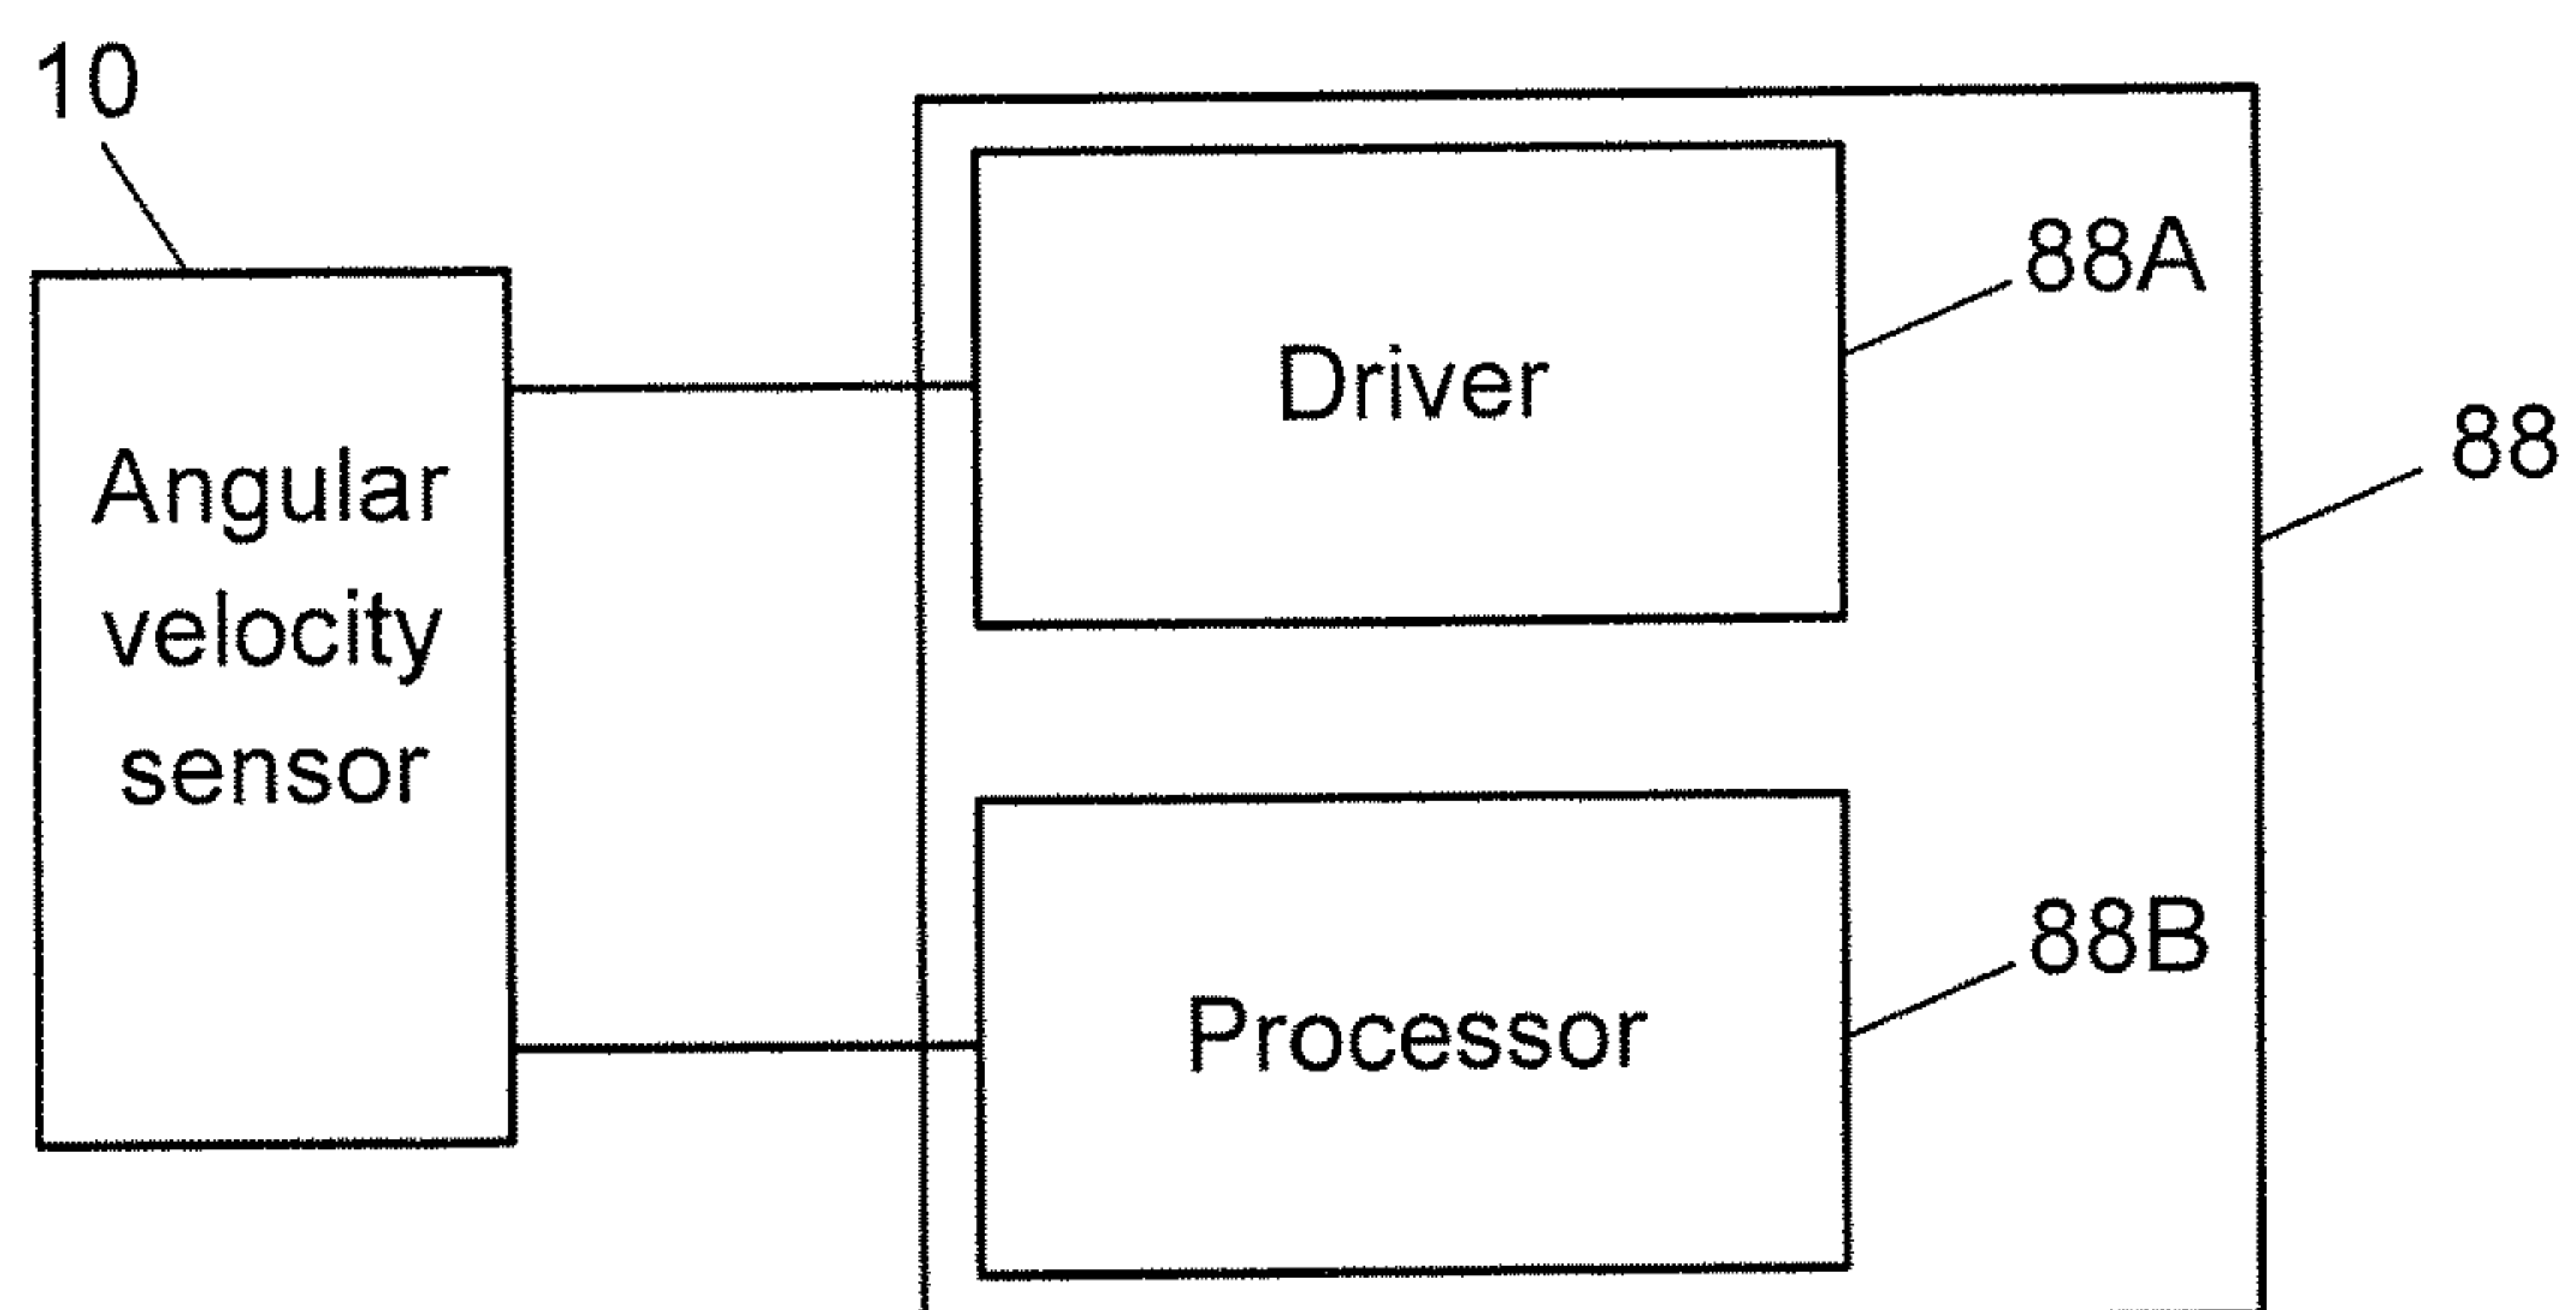 10
88A
Driver
88
Angular
velocity
sensor
88B
Processor